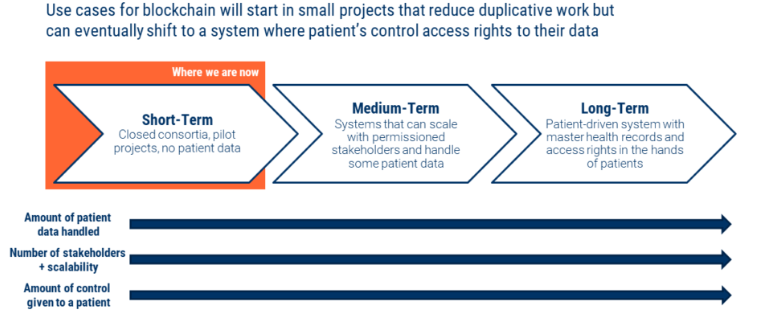 Use cases for blockchain will start in small projects that reduce duplicative work but
can eventually shift to a system where patient's control access rights to their data
Where we are now
Short-Term
Closed consortia, pilot
projects, no patient data
Medium-Term
Systems that can scale
with permissioned
stakeholders and handle
some patient data
Long-Term
Patient-driven system with
master health records and
access rights in the hands
of patients
Amount of patient
data handled
Number of stakeholders
+ scalability
Amount of control
given to a patient